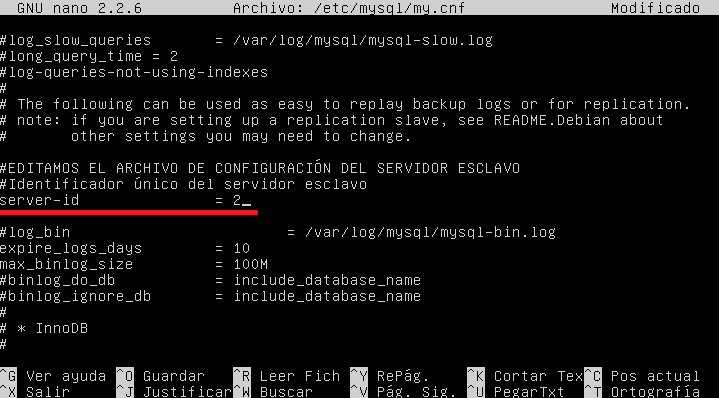 GNU nano 2.2.6 Archivo: /etc/mysql/my.cnf Modificado
#log_slow_queries = /var/log/mysql/mysql-slow.log
#long_query_time = 2
#log-queries-not-using-indexes
#
# The following can be used as easy to replay backup logs or for replication.
# note: if you are setting up a replication slave, see README.Debian about
# other settings you may need to change.
#EDITAMOS EL ARCHIVO DE CONFIGURACIÓN DEL SERVIDOR ESCLAVO
#Identificador único del servidor esclavo
server-id = 2_
#log_bin = /var/log/mysql/mysql-bin.log
expire_logs_days = 10
max_binlog_size = 100M
#binlog_do_db = include_database_name
#binlog_ignore_db = include_database_name
#
# * InnoDB
#
^G Ver ayuda ^O Guardar ^R Leer Fich ^Y RePág. ^K Cortar Tex ^C Pos actual
^X Salir ^J Justificar ^W Buscar ^V Pág. Sig. ^U PegarTxt ^T Ortografía